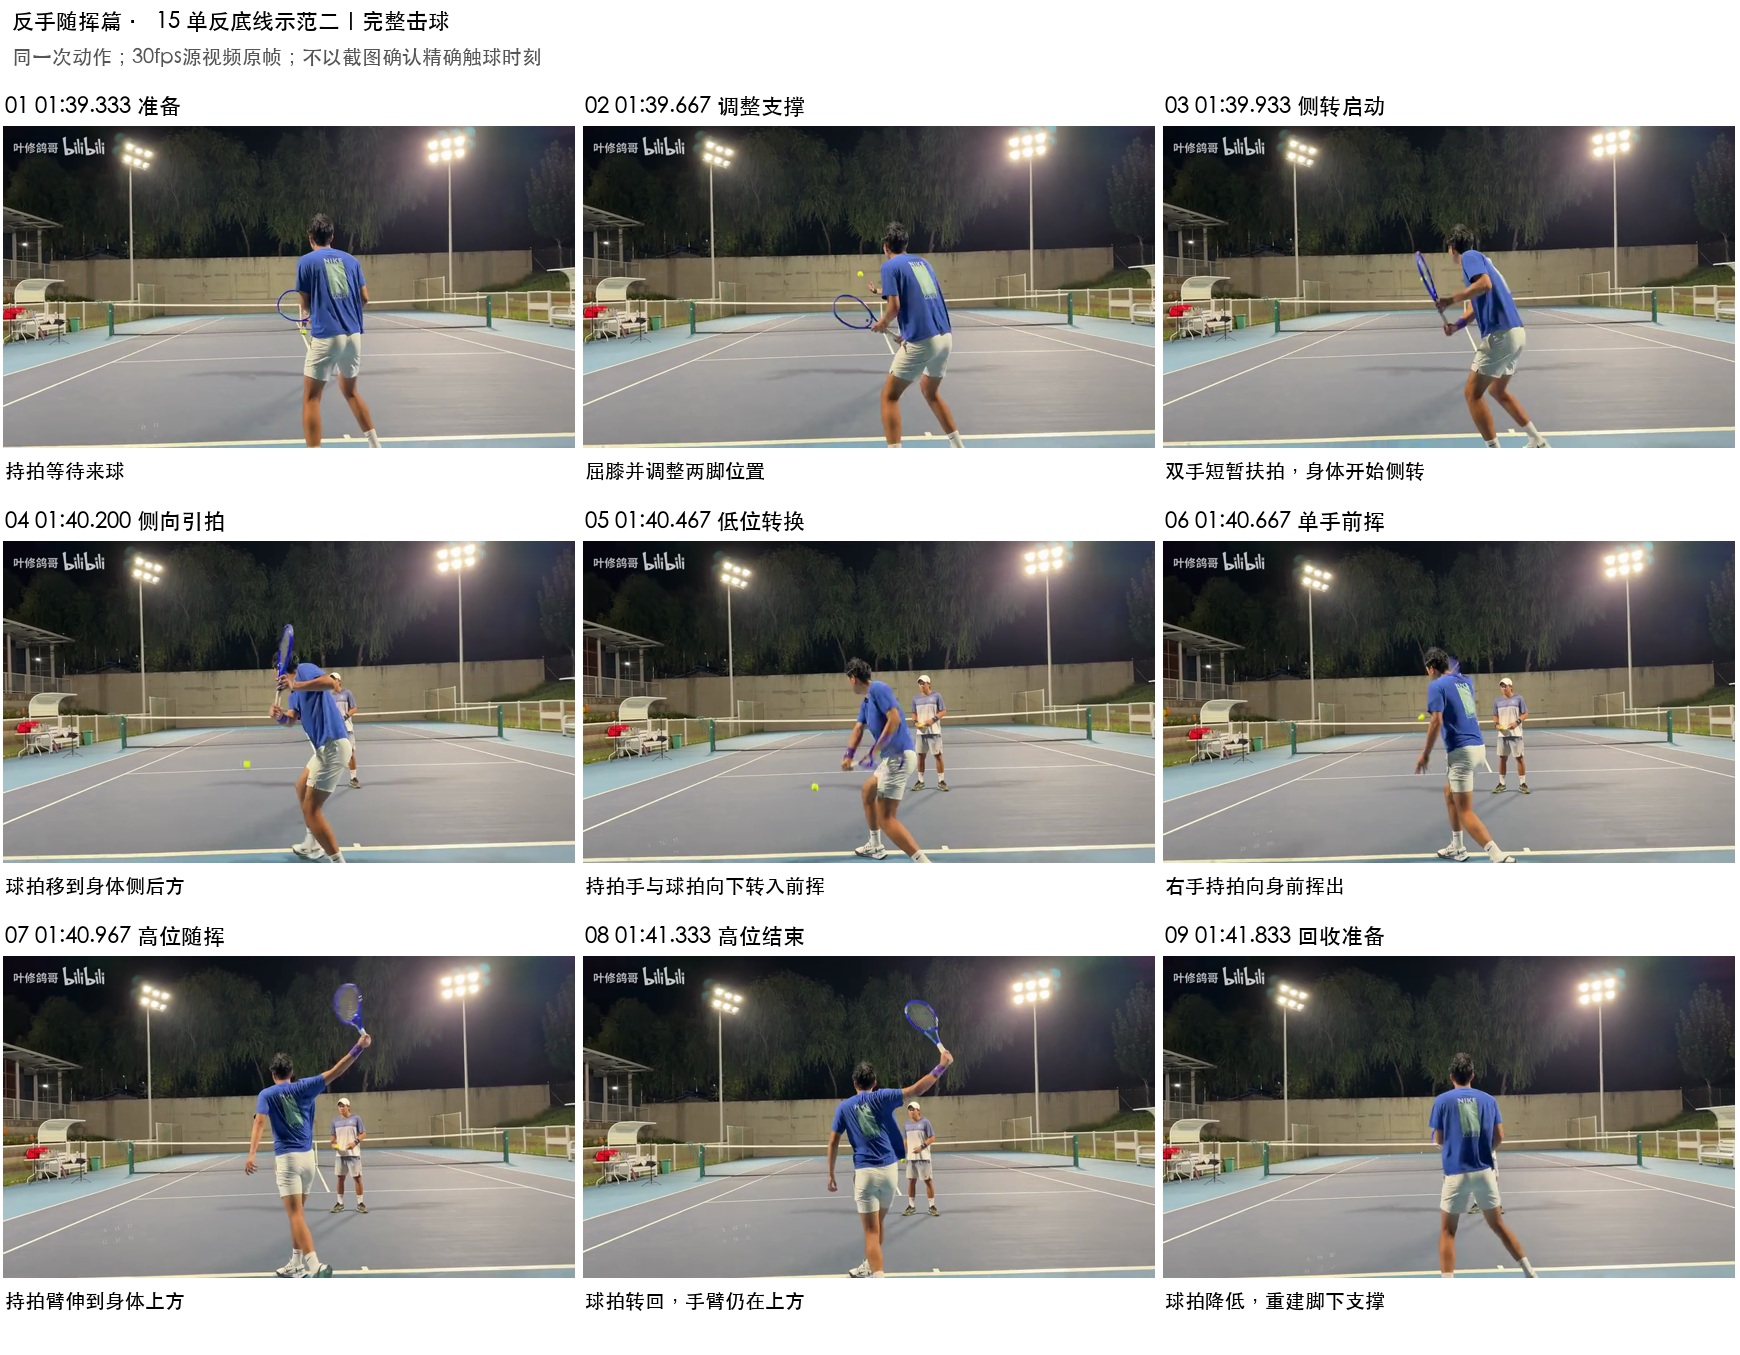 反手随挥篇 · 15 单反底线示范二丨完整击球
同一次动作；30fps源视频原帧；不以截图确认精确触球时刻
01 01:39.333 准备
02 01:39.667 调整支撑
03 01:39.933 侧转启动
叶修鸽哥 bilibili
叶修鸽哥 bilibili
叶修鸽哥 bilibili
NIKE
NIKE
持拍等待来球
屈膝并调整两脚位置
双手短暂扶拍，身体开始侧转
04 01:40.200 侧向引拍
05 01:40.467 低位转换
06 01:40.667 单手前挥
叶修鸽哥 bilibili
叶修鸽哥 bilibili
叶修鸽哥 bilibili
NIKE
球拍移到身体侧后方
持拍手与球拍向下转入前挥
右手持拍向身前挥出
07 01:40.967 高位随挥
08 01:41.333 高位结束
09 01:41.833 回收准备
叶修鸽哥 bilibili
叶修鸽哥 bilibili
叶修鸽哥 bilibili
NIKE
持拍臂伸到身体上方
球拍转回，手臂仍在上方
球拍降低，重建脚下支撑